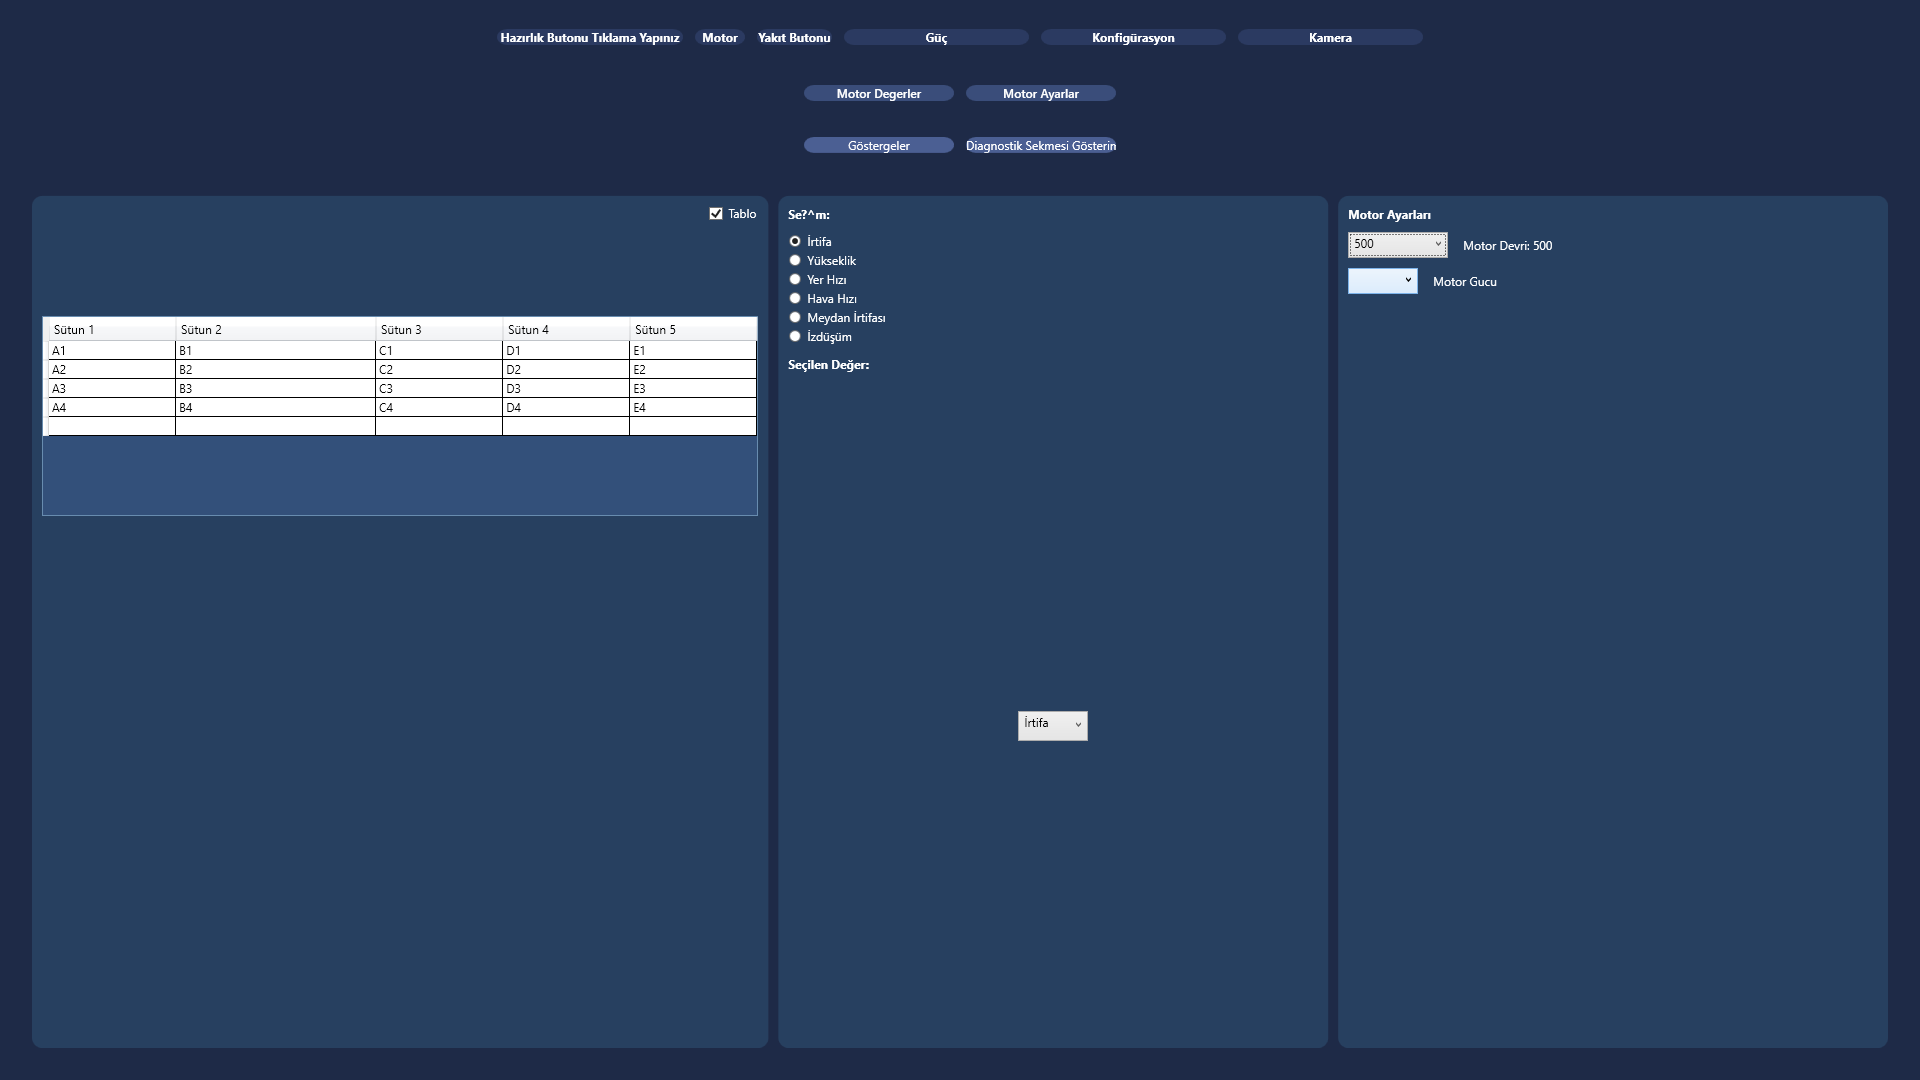 Hazırlık Butonu Tıklama Yapınız Motor Yakıt Butonu Güç Konfigürasyon Kamera
Motor Degerler Motor Ayarlar
Göstergeler Diagnostik Sekmesi Gösterin
Tablo
Sütun 1 Sütun 2 Sütun 3 Sütun 4 Sütun 5
A1 B1 C1 D1 E1
A2 B2 C2 D2 E2
A3 B3 C3 D3 E3
A4 B4 C4 D4 E4
Se?^m:
İrtifa
Yükseklik
Yer Hızı
Hava Hızı
Meydan İrtifası
İzdüşüm
Seçilen Değer:
İrtifa
Motor Ayarları
500 Motor Devri: 500
Motor Gucu